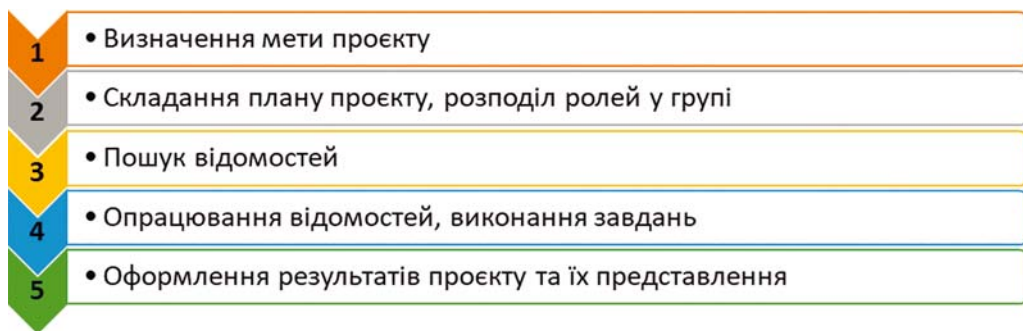 1 • Визначення мети проєкту
2 • Складання плану проєкту, розподіл ролей у групі
3 • Пошук відомостей
4 • Опрацювання відомостей, виконання завдань
5 • Оформлення результатів проєкту та їх представлення